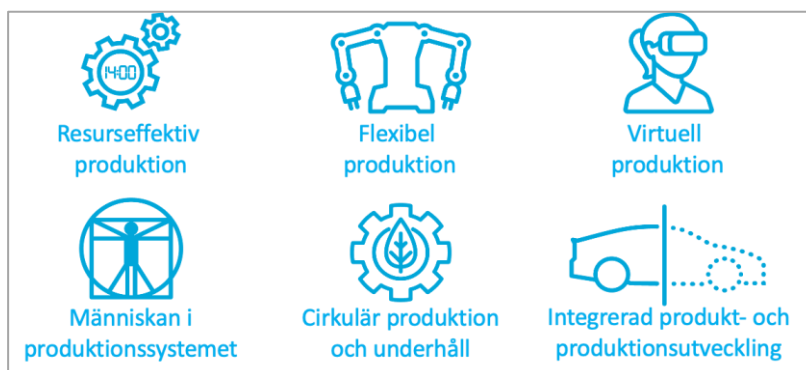 14:00
Resurseffektiv
produktion
Flexibel
produktion
Virtuell
produktion
Människan i
produktionssystemet
Cirkulär produktion
och underhåll
Integrerad produkt- och
produktionsutveckling